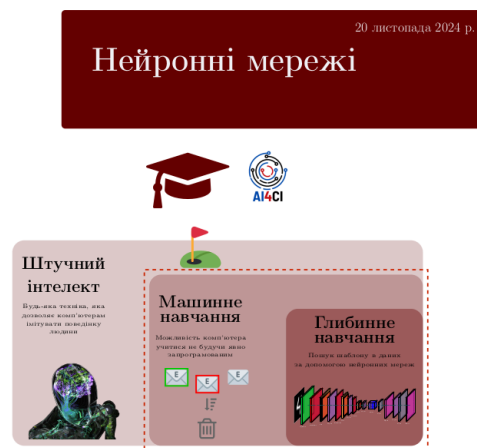 20 листопада 2024 р.
Нейронні мережі
AI4CI
Штучний
інтелект
Будь-яка техніка, яка
дозволяє комп'ютерам
імітувати поведінку
людини
Машинне
навчання
Можливість комп'ютера
учитися не будучи явно
запрограмованим
E
E
E
Глибинне
навчання
Пошук шаблону в даних
за допомогою нейронних мереж